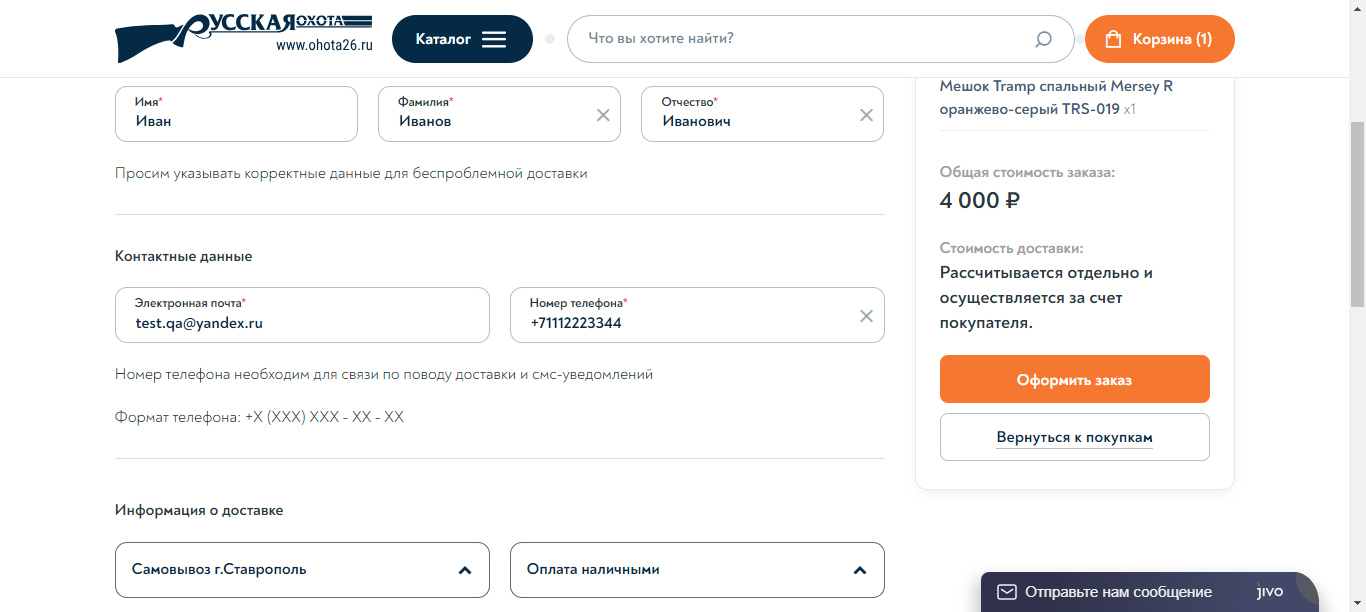 РУССКАЯ ОХОТА
www.ohota26.ru
Каталог
Что вы хотите найти?
Корзина (1)
Имя*
Иван
Фамилия*
Иванов
Отчество*
Иванович
Просим указывать корректные данные для беспроблемной доставки
Контактные данные
Электронная почта*
test.qa@yandex.ru
Номер телефона*
+71112223344
Номер телефона необходим для связи по поводу доставки и смс-уведомлений
Формат телефона: +X (XXX) XXX - XX - XX
Информация о доставке
Самовывоз г.Ставрополь
Оплата наличными
Мешок Tramp спальный Mersey R
оранжево-серый TRS-019 x1
Общая стоимость заказа:
4 000 ₽
Стоимость доставки:
Рассчитывается отдельно и
осуществляется за счет
покупателя.
Оформить заказ
Вернуться к покупкам
Отправьте нам сообщение
jivo